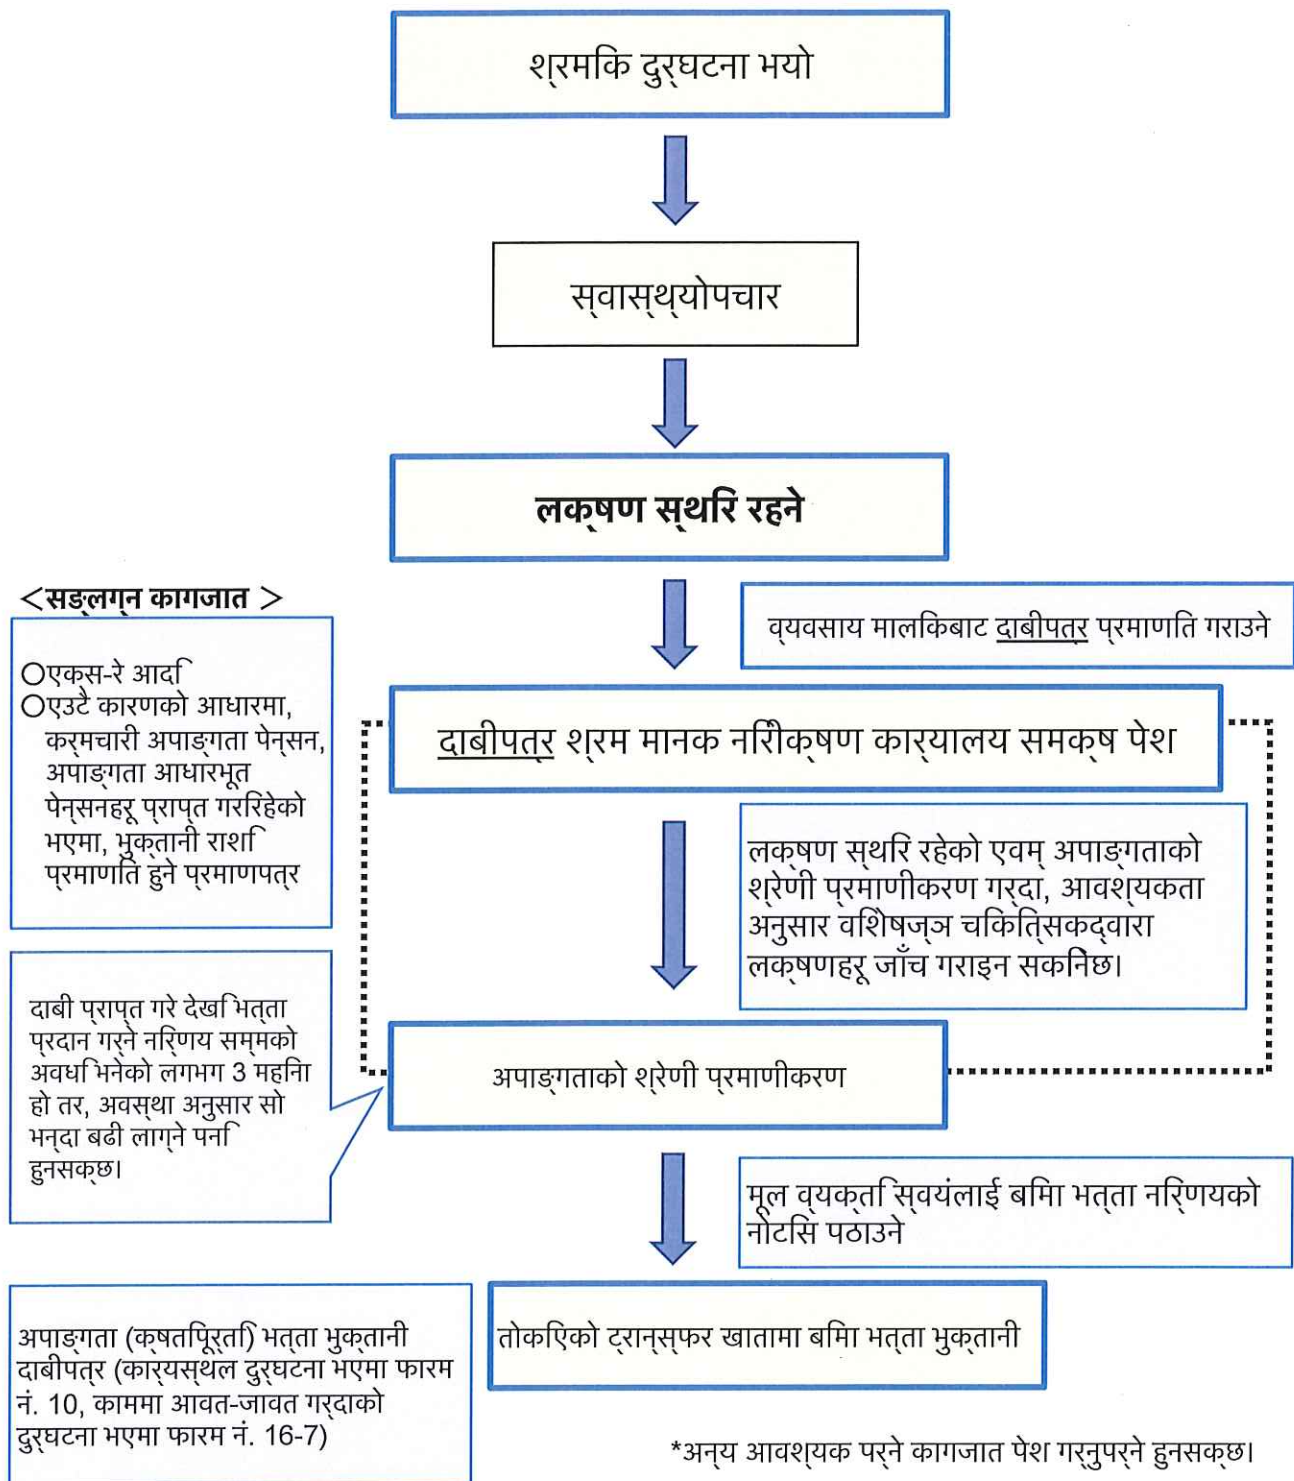 श्रमिक दुर्घटना भयो
स्वास्थ्योपचार
लक्षण स्थिर रहने
व्यवसाय मालिकबाट दाबीपत्र प्रमाणित गराउने
<सङ्लग्न कागजात >
○एक्स-रे आदि
○एउटै कारणको आधारमा,
कर्मचारी अपाङ्गता पेन्सन,
अपाङ्गता आधारभूत
पेन्सनहरू प्राप्त गररिहेको
भएमा, भुक्तानी राशि
प्रमाणित हुने प्रमाणपत्र
दाबीपत्र श्रम मानक निरीक्षण कार्यालय समक्ष पेश
लक्षण स्थिर रहेको एवम् अपाङ्गताको
श्रेणी प्रमाणीकरण गर्दा, आवश्यकता
अनुसार विशेषज्ञ चिकित्सकद्वारा
लक्षणहरू जाँच गराइन सकिनेछ।
दाबी प्राप्त गरे देखि भत्ता
प्रदान गर्ने निर्णय सम्मको
अवधि भनेको लगभग 3 महिना
हो तर, अवस्था अनुसार सो
भन्दा बढी लाग्ने पनि
हुनसक्छ।
अपाङ्गताको श्रेणी प्रमाणीकरण
मूल व्यक्ति स्वयंलाई बिमा भत्ता निर्णयको
नोटिस पठाउने
तोकिएको ट्रान्सफर खातामा बिमा भत्ता भुक्तानी
अपाङ्गता (क्षतिपूर्ति) भत्ता भुक्तानी
दाबीपत्र (कार्यस्थल दुर्घटना भएमा फारम
नं. 10, काममा आवत-जावत गर्दाको
दुर्घटना भएमा फारम नं. 16-7)
*अन्य आवश्यक पर्ने कागजात पेश गर्नुपर्ने हुनसक्छ।